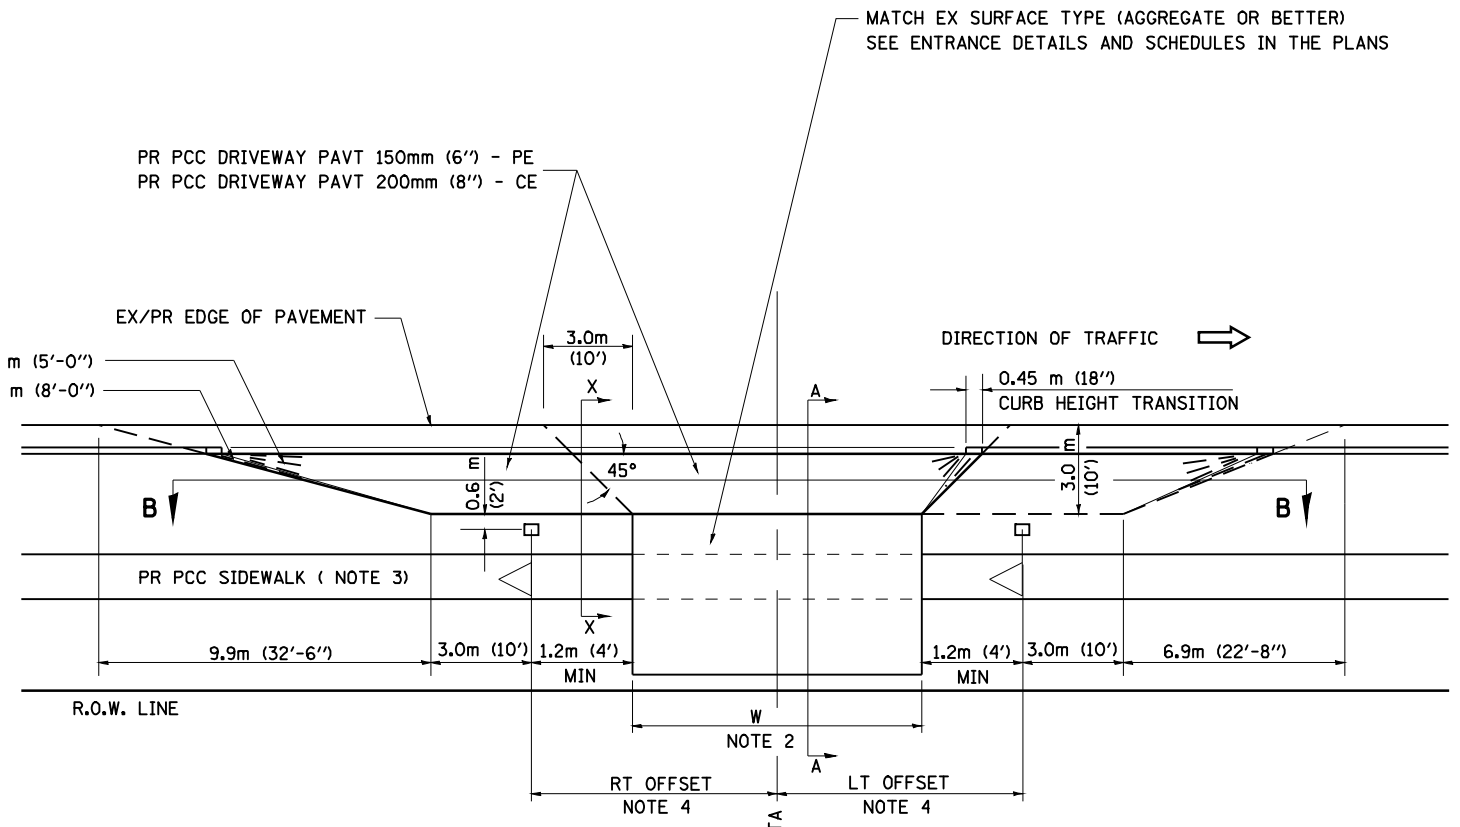 MATCH EX SURFACE TYPE (AGGREGATE OR BETTER)
SEE ENTRANCE DETAILS AND SCHEDULES IN THE PLANS
PR PCC DRIVEWAY PAVT 150mm (6'') - PE
PR PCC DRIVEWAY PAVT 200mm (8'') - CE
EX/PR EDGE OF PAVEMENT
3.0m
(10')
DIRECTION OF TRAFFIC
m (5'-0'')
m (8'-0'')
X
A
0.45 m (18'')
CURB HEIGHT TRANSITION
45°
0.6 m
(2')
3.0 m
(10')
B
B
PR PCC SIDEWALK ( NOTE 3)
X
9.9m (32'-6'')
3.0m (10')
1.2m (4')
MIN
1.2m (4')
MIN
3.0m (10')
6.9m (22'-8'')
R.O.W. LINE
W
NOTE 2
A
RT OFFSET
NOTE 4
LT OFFSET
NOTE 4
TA